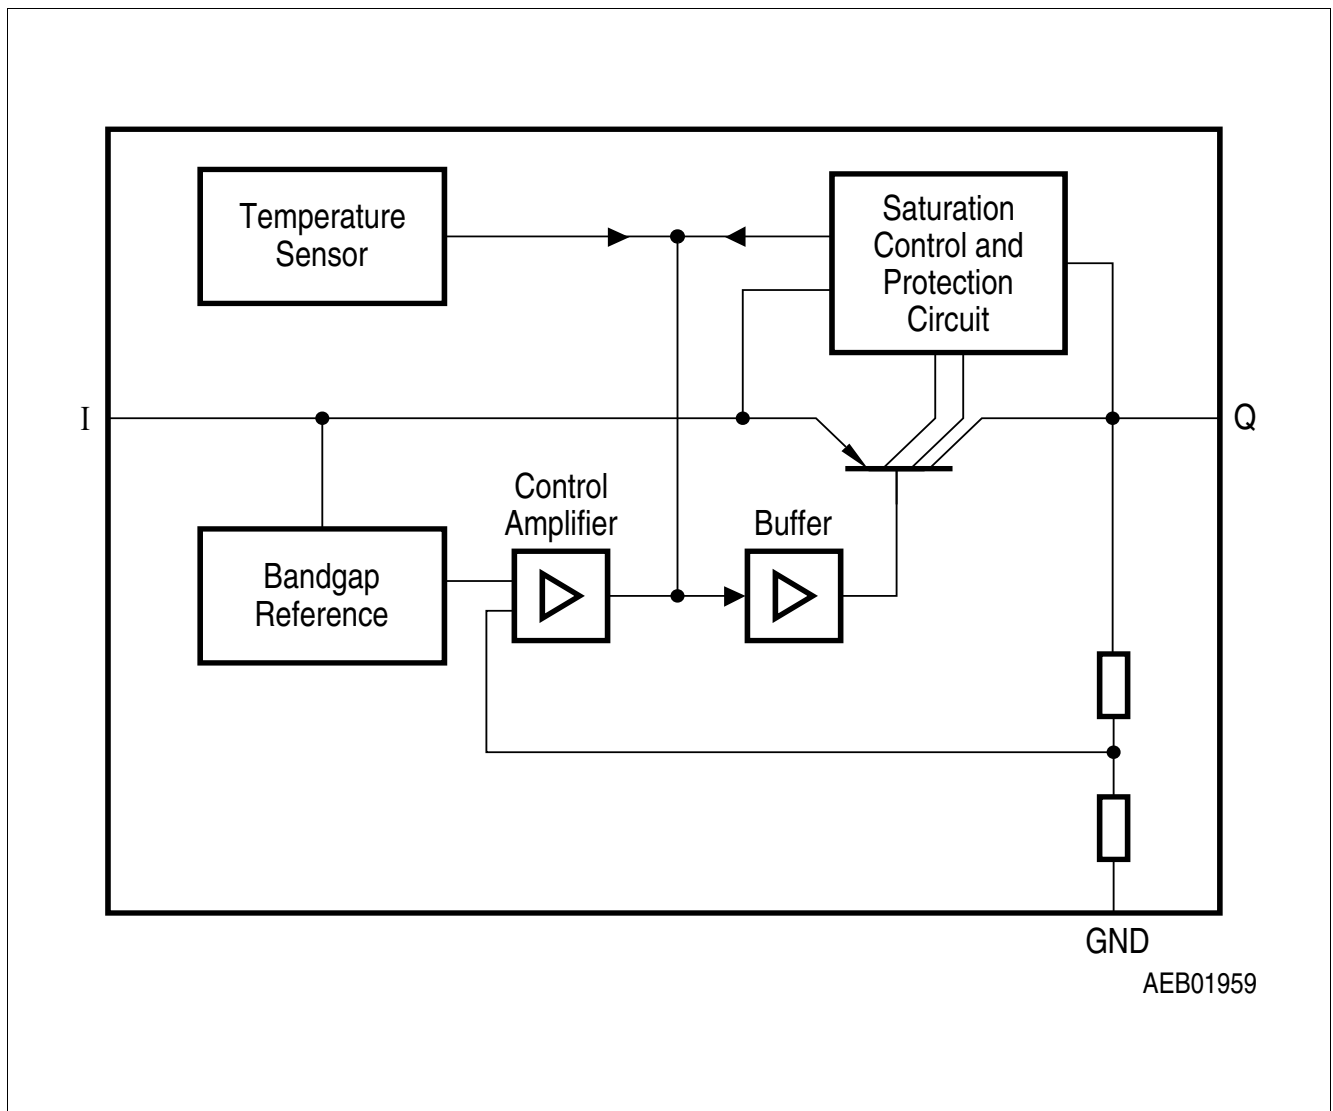 Temperature
Sensor
Saturation
Control and
Protection
Circuit
I
Q
Control
Amplifier
Buffer
Bandgap
Reference
GND
AEB01959